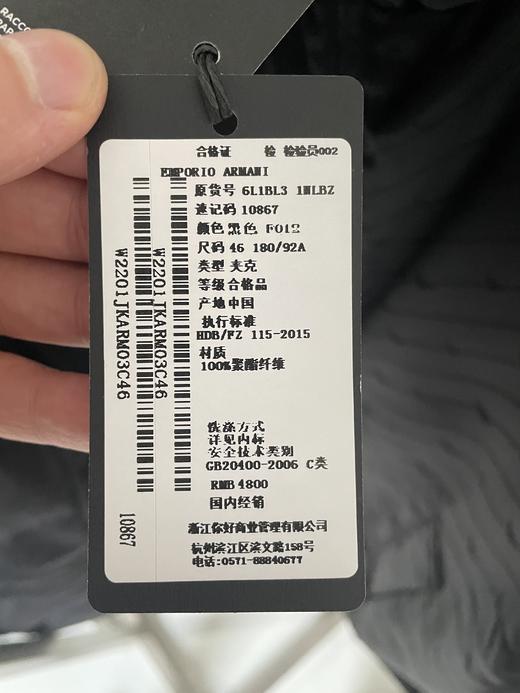 RACCO
PAR
合格证 检 检验员002
EMPORIO ARMANI
原货号 6L1BL3 1NLBZ
速记码 10867
颜色 黑色 F012
尺码 46 180/92A
类型 夹克
等级合格品
产地中国
执行标准
HDB/FZ 115-2015
材质
100%聚酯纤维
洗涤方式
详见内标
安全技术类别
GB20400-2006 C类
RMB 4800
国内经销
浙江你好商业管理有限公司
杭州滨江区滨文路158号
电话:0571-88840677
W2201JKARM03C46
W2201JKARM03C46
10867